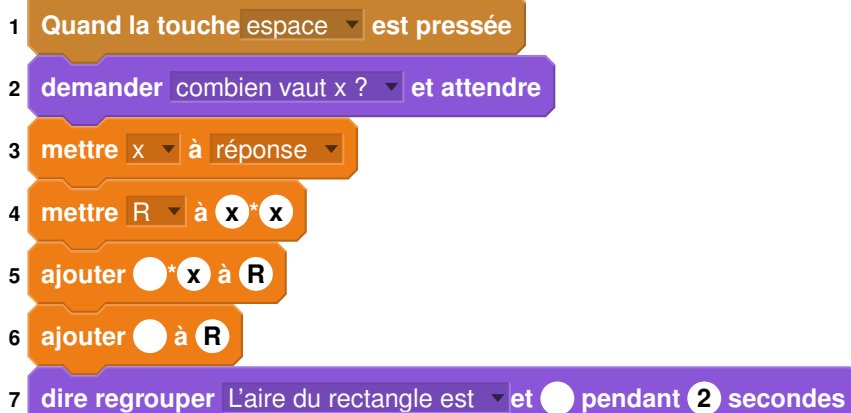 1 Quand la touche espace est pressée
2 demander combien vaut x ? et attendre
3 mettre x à réponse
4 mettre R à x * x
5 ajouter * x à R
6 ajouter à R
7 dire regrouper L'aire du rectangle est et pendant 2 secondes